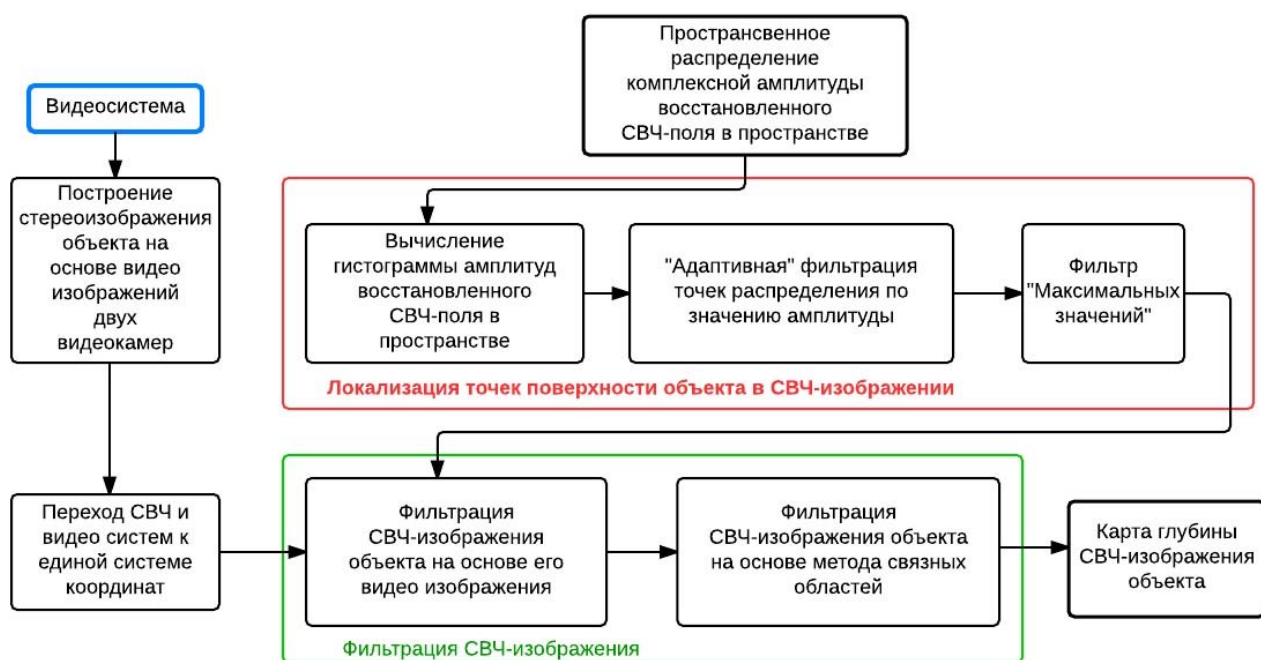 Пространсвенное
распределение
комплексной амплитуды
восстановленного
СВЧ-поля в пространстве
Видеосистема
Построение
стереоизображения
объекта на
основе видео
изображений
двух
видеокамер
Вычисление
гистограммы амплитуд
восстановленного
СВЧ-поля в
пространстве
"Адаптивная" фильтрация
точек распределения по
значению амплитуды
Фильтр
"Максимальных
значений"
Локализация точек поверхности объекта в СВЧ-изображении
Переход СВЧ и
видео систем к
единой системе
координат
Фильтрация
СВЧ-изображения
объекта на основе его
видео изображения
Фильтрация
СВЧ-изображения объекта
на основе метода связных
областей
Карта глубины
СВЧ-изображения
объекта
Фильтрация СВЧ-изображения